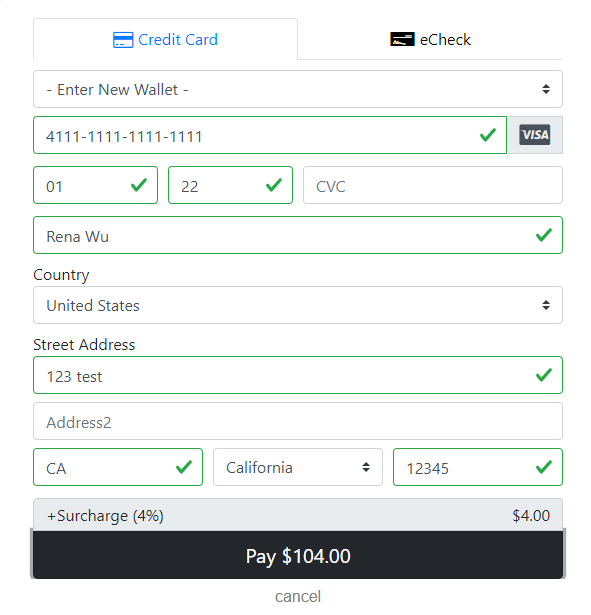 Credit Card eCheck
- Enter New Wallet -
4111-1111-1111-1111 VISA
01 22 CVC
Rena Wu
Country
United States
Street Address
123 test
Address2
CA California 12345
+Surcharge (4%) $4.00
Pay $104.00
cancel